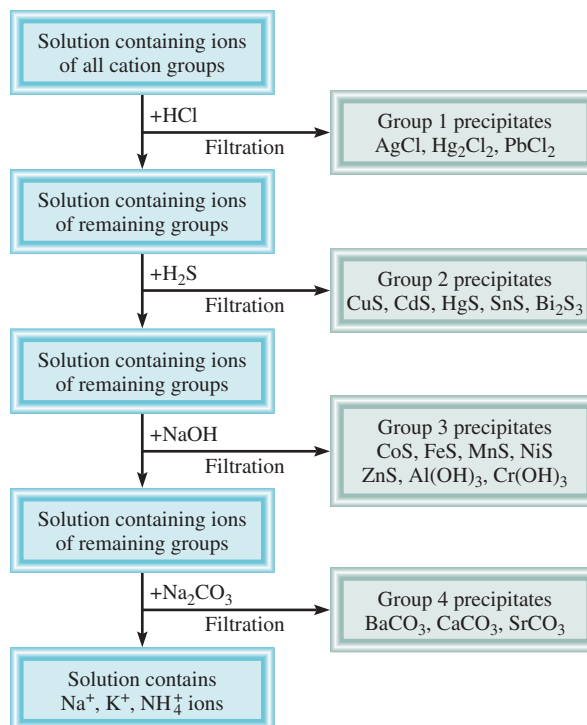 Solution containing ions
of all cation groups
+HCl
Filtration
Group 1 precipitates
AgCl, Hg₂Cl₂, PbCl₂
Solution containing ions
of remaining groups
+H₂S
Filtration
Group 2 precipitates
CuS, CdS, HgS, SnS, Bi₂S₃
Solution containing ions
of remaining groups
+NaOH
Filtration
Group 3 precipitates
CoS, FeS, MnS, NiS
ZnS, Al(OH)₃, Cr(OH)₃
Solution containing ions
of remaining groups
+Na₂CO₃
Filtration
Group 4 precipitates
BaCO₃, CaCO₃, SrCO₃
Solution contains
Na⁺, K⁺, NH₄⁺ ions